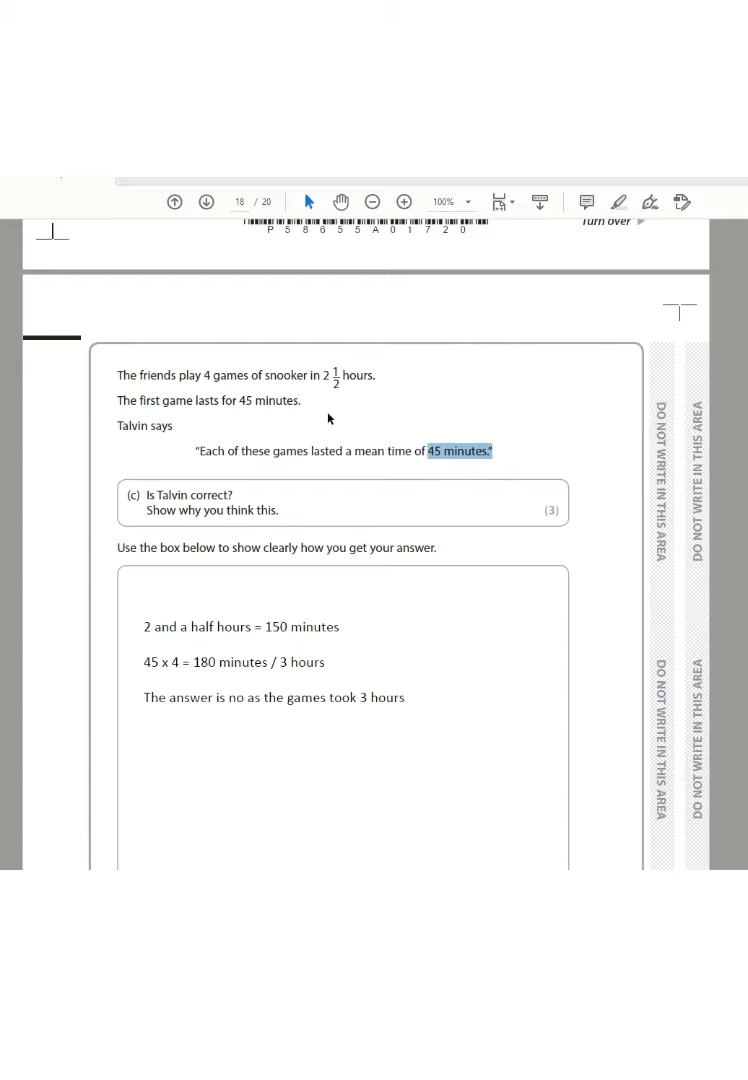 18 / 20
100%
P 5 8 6 5 5 A 0 1 7 2 0
Turn over
The friends play 4 games of snooker in 2 1/2 hours.
The first game lasts for 45 minutes.
Talvin says
"Each of these games lasted a mean time of 45 minutes."
(c) Is Talvin correct?
Show why you think this.
(3)
Use the box below to show clearly how you get your answer.
2 and a half hours = 150 minutes
45 x 4 = 180 minutes / 3 hours
The answer is no as the games took 3 hours
DO NOT WRITE IN THIS AREA
DO NOT WRITE IN THIS AREA
DO NOT WRITE IN THIS AREA
DO NOT WRITE IN THIS AREA